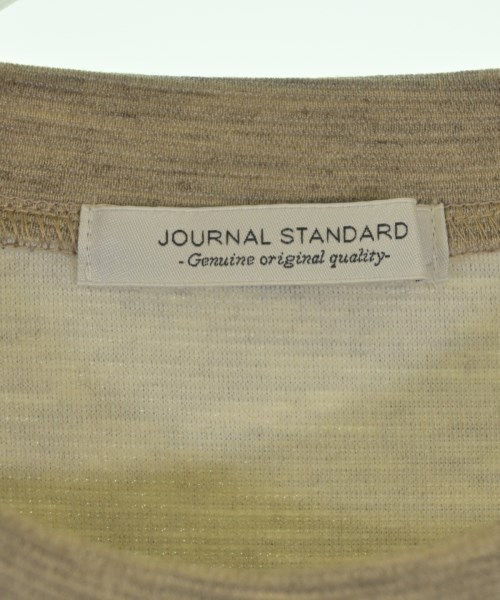 JOURNAL STANDARD
-Genuine original quality-